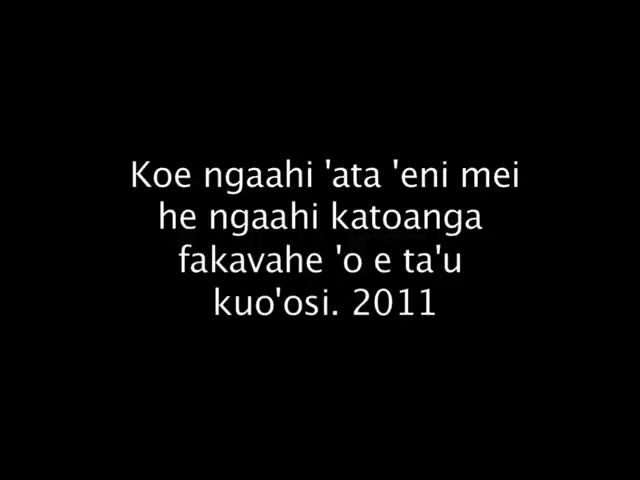 Koe ngaahi 'ata 'eni mei
he ngaahi katoanga
fakavahe 'o e ta'u
kuo'osi. 2011